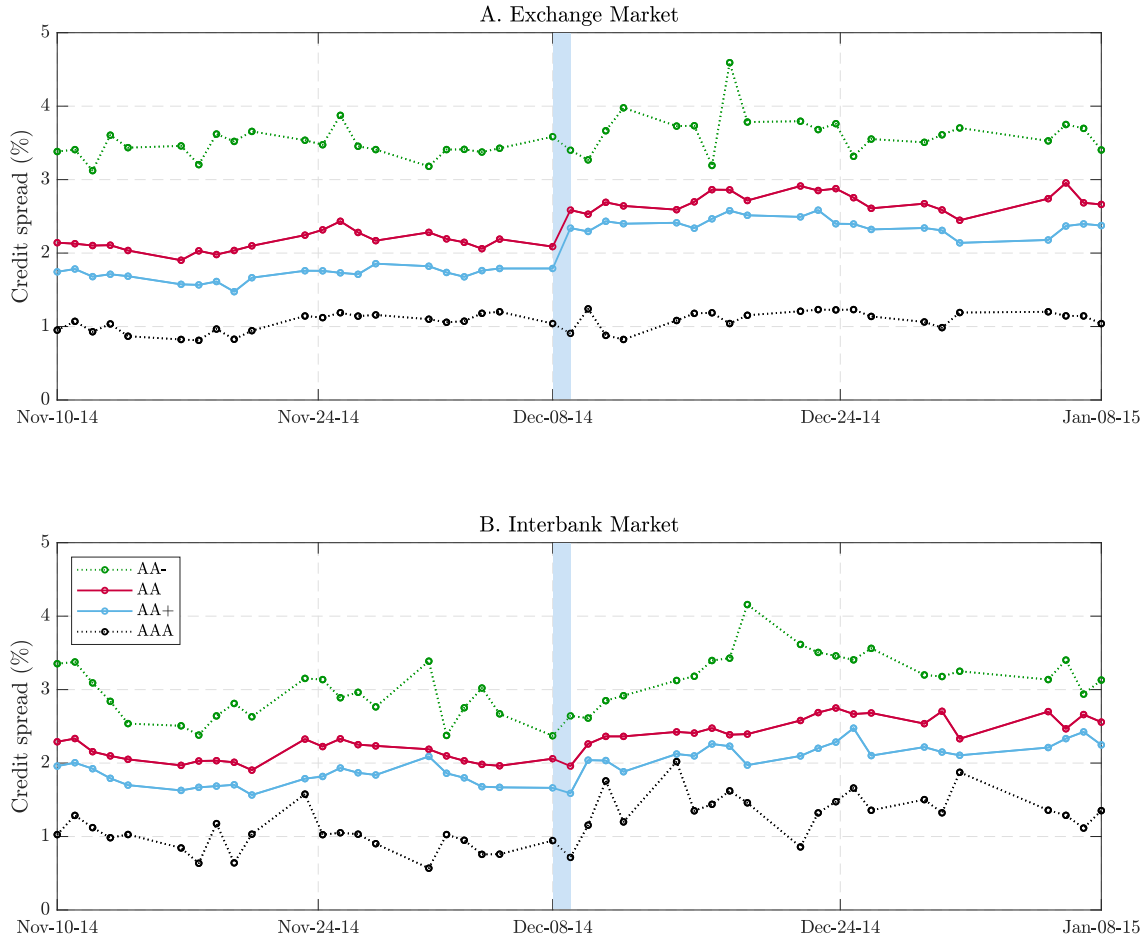 A. Exchange Market
5
4
3
2
1
0
Credit spread (%)
Nov-10-14 Nov-24-14 Dec-08-14 Dec-24-14 Jan-08-15
B. Interbank Market
5
4
3
2
1
0
Credit spread (%)
AA-
AA
AA+
AAA
Nov-10-14 Nov-24-14 Dec-08-14 Dec-24-14 Jan-08-15